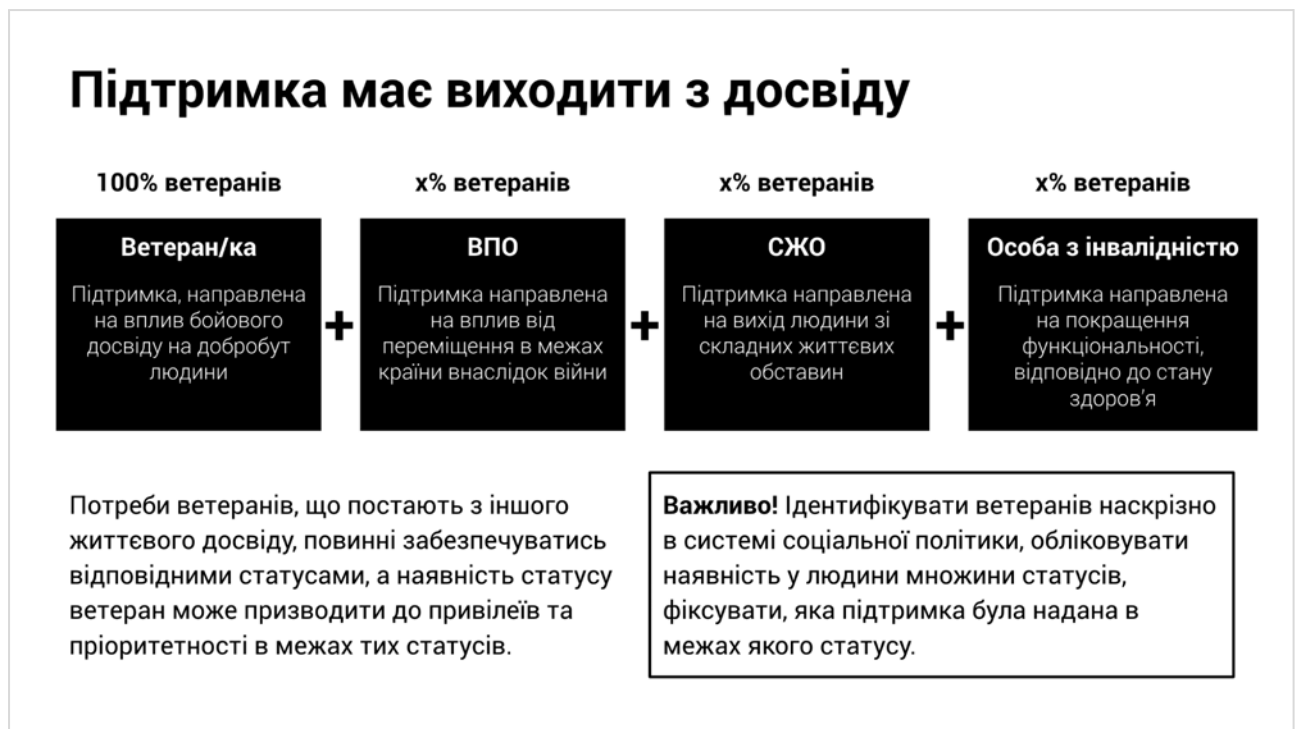 Підтримка має виходити з досвіду
100% ветеранів
x% ветеранів
x% ветеранів
x% ветеранів
Ветеран/ка
Підтримка, направлена
на вплив бойового
досвіду на добробут
людини
+
ВПО
Підтримка направлена
на вплив від
переміщення в межах
країни внаслідок війни
+
СЖО
Підтримка направлена
на вихід людини зі
складних життєвих
обставин
+
Особа з інвалідністю
Підтримка направлена
на покращення
функціональності,
відповідно до стану
здоров’я
Потреби ветеранів, що постають з іншого
життєвого досвіду, повинні забезпечуватись
відповідними статусами, а наявність статусу
ветеран може призводити до привілеїв та
пріоритетності в межах тих статусів.
Важливо! Ідентифікувати ветеранів наскрізно
в системі соціальної політики, обліковувати
наявність у людини множини статусів,
фіксувати, яка підтримка була надана в
межах якого статусу.